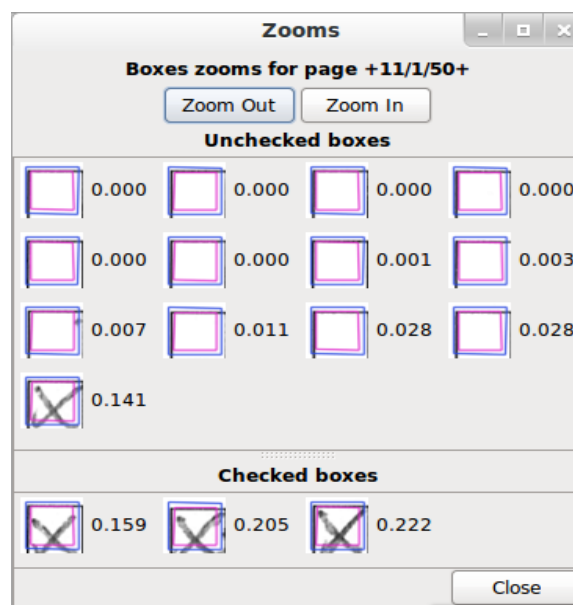 Zooms
Boxes zooms for page +11/1/50+
Zoom Out Zoom In
Unchecked boxes
0.000 0.000 0.000 0.000
0.000 0.000 0.001 0.003
0.007 0.011 0.028 0.028
0.141
Checked boxes
0.159 0.205 0.222
Close